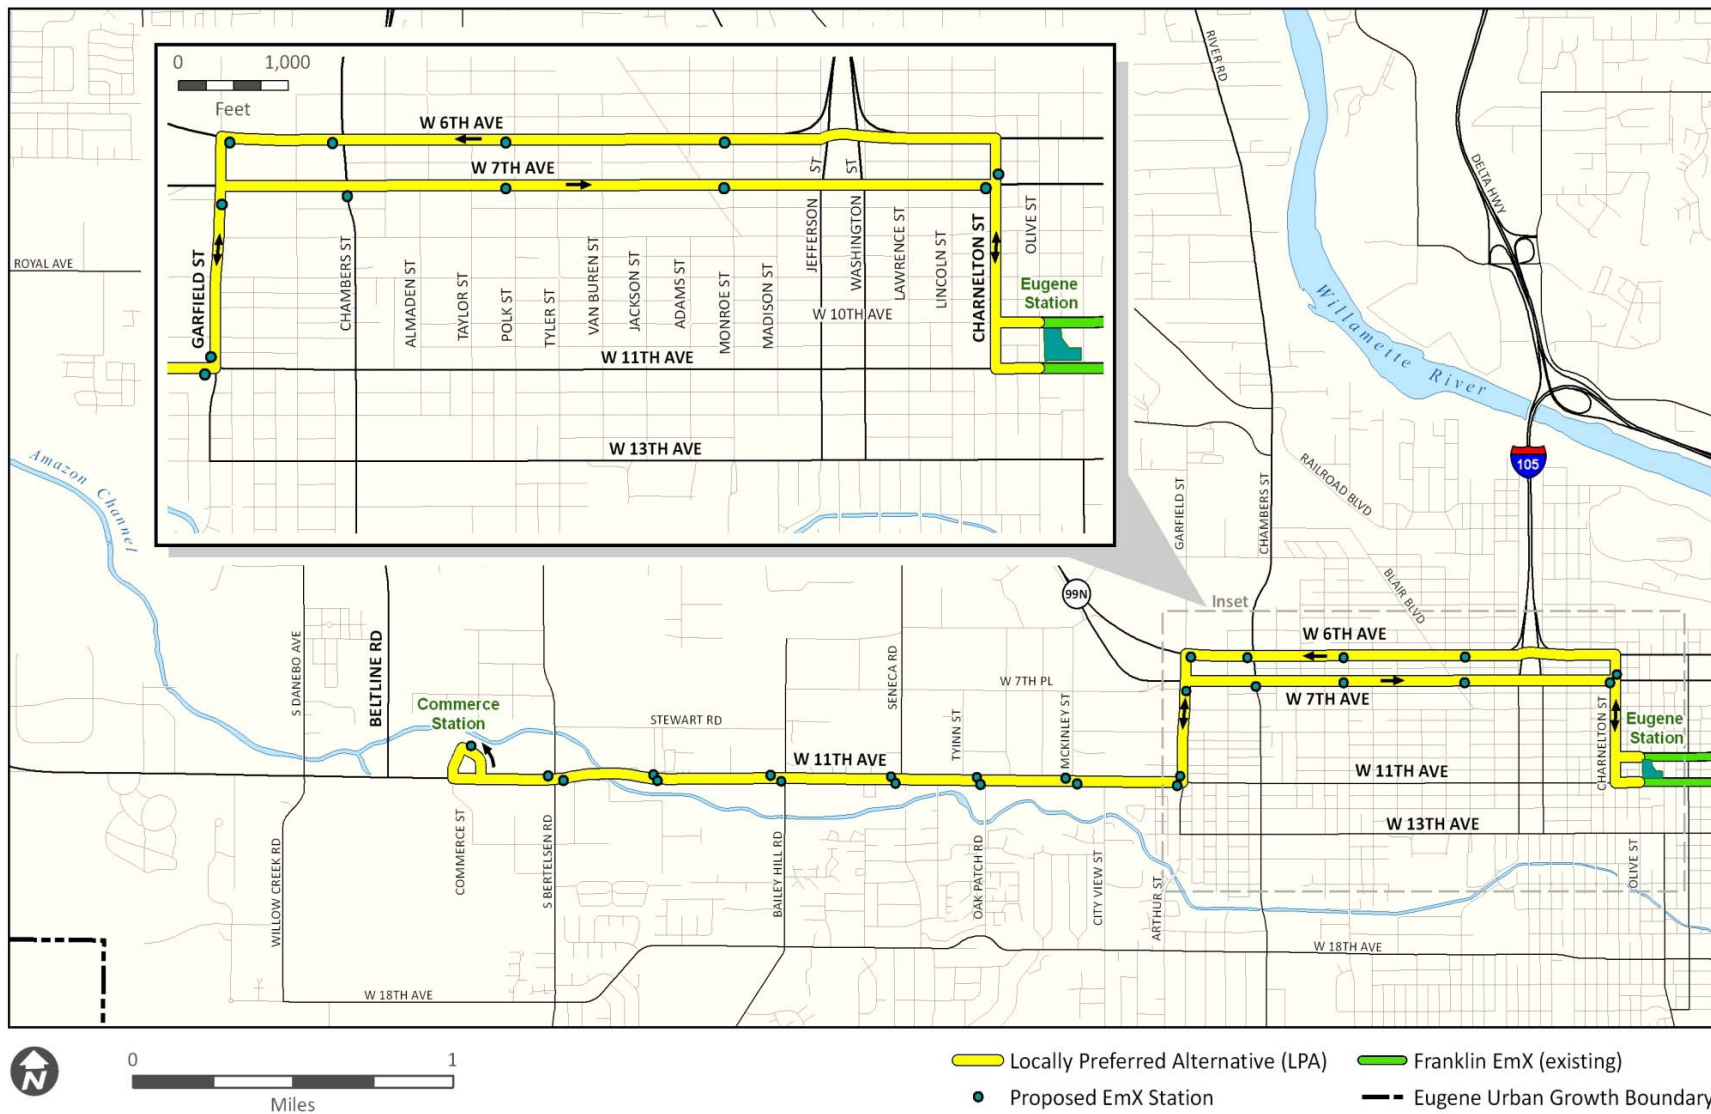 0 1,000
Feet
W 6TH AVE
W 7TH AVE
ST
ST
GARFIELD ST
CHAMBERS ST
ALMADEN ST
TAYLOR ST
POLK ST
TYLER ST
VAN BUREN ST
JACKSON ST
ADAMS ST
MONROE ST
MADISON ST
JEFFERSON
WASHINGTON
LAWRENCE ST
LINCOLN ST
CHARNELTON ST
OLIVE ST
Eugene
Station
W 10TH AVE
W 11TH AVE
W 13TH AVE
RIVER RD
DELTA HWY
Willamette River
ROYAL AVE
Amazon Channel
105
RAILROAD BLVD
GARFIELD ST
CHAMBERS ST
BLAIR BLVD
99N
Inset
W 6TH AVE
W 7TH AVE
S DANEBO AVE
BELTLINE RD
Commerce
Station
STEWART RD
SENECA RD
W 7TH PL
TYINN ST
MCKINLEY ST
W 11TH AVE
W 11TH AVE
CHARNELTON ST
Eugene
Station
W 13TH AVE
WILLOW CREEK RD
COMMERCE ST
S BERTELSEN RD
BAILEY HILL RD
OAK PATCH RD
CITY VIEW ST
ARTHUR ST
OLIVE ST
W 18TH AVE
W 18TH AVE
N
0 1
Miles
Locally Preferred Alternative (LPA)
Franklin EmX (existing)
Proposed EmX Station
Eugene Urban Growth Boundary